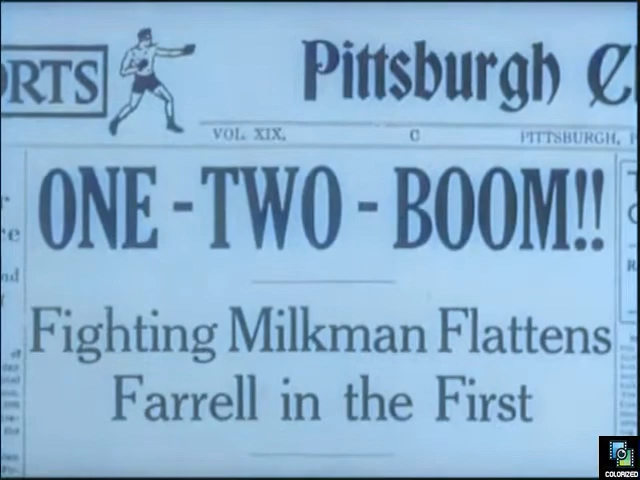 ORTS
Pittsburgh C
VOL. XIX.
C
PITTSBURGH,
ONE-TWO-BOOM!!
Fighting Milkman Flattens
Farrell in the First
COLORIZED